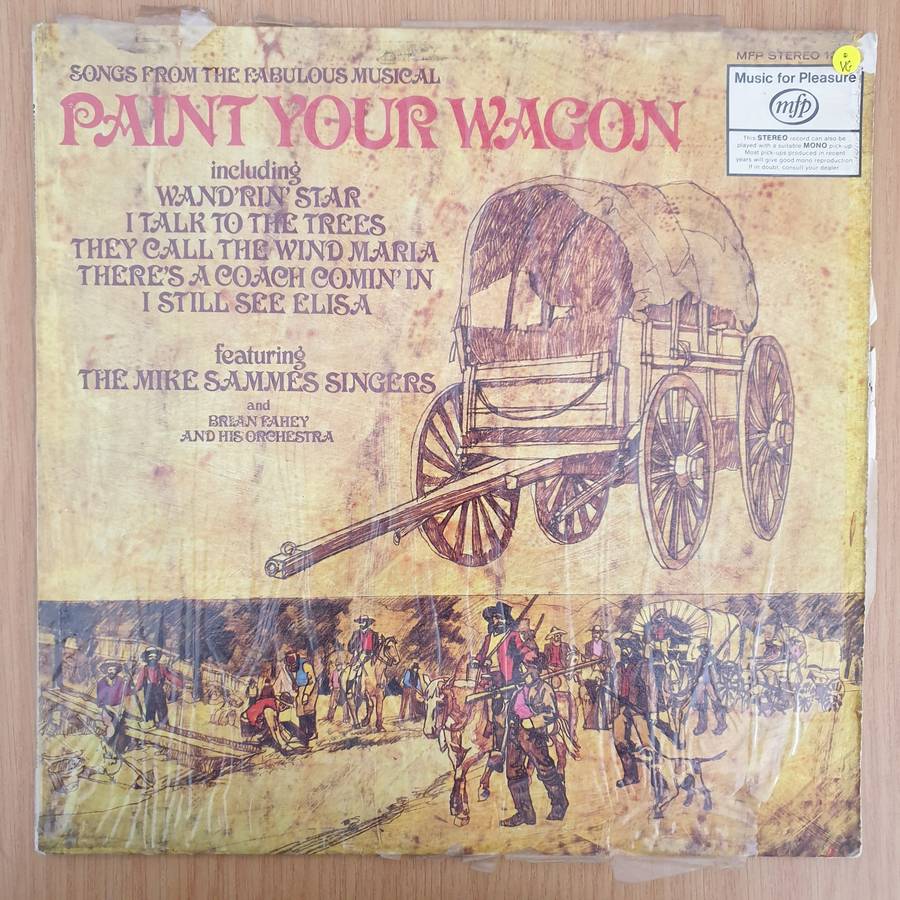 SONGS FROM THE FABULOUS MUSICAL
PAINT YOUR WAGON
including
WAND'RIN' STAR
I TALK TO THE TREES
THEY CALL THE WIND MARIA
THERE'S A COACH COMIN' IN
I STILL SEE ELISA
featuring
THE MIKE SAMMES SINGERS
and
BRIAN FAHEY
AND HIS ORCHESTRA
MFP STEREO
VG
Music for Pleasure
mfp
This STEREO record can also be
played with a suitable MONO pick-up
Most pick-ups produced in recent
years will give good mono reproduction
If in doubt, consult your dealer